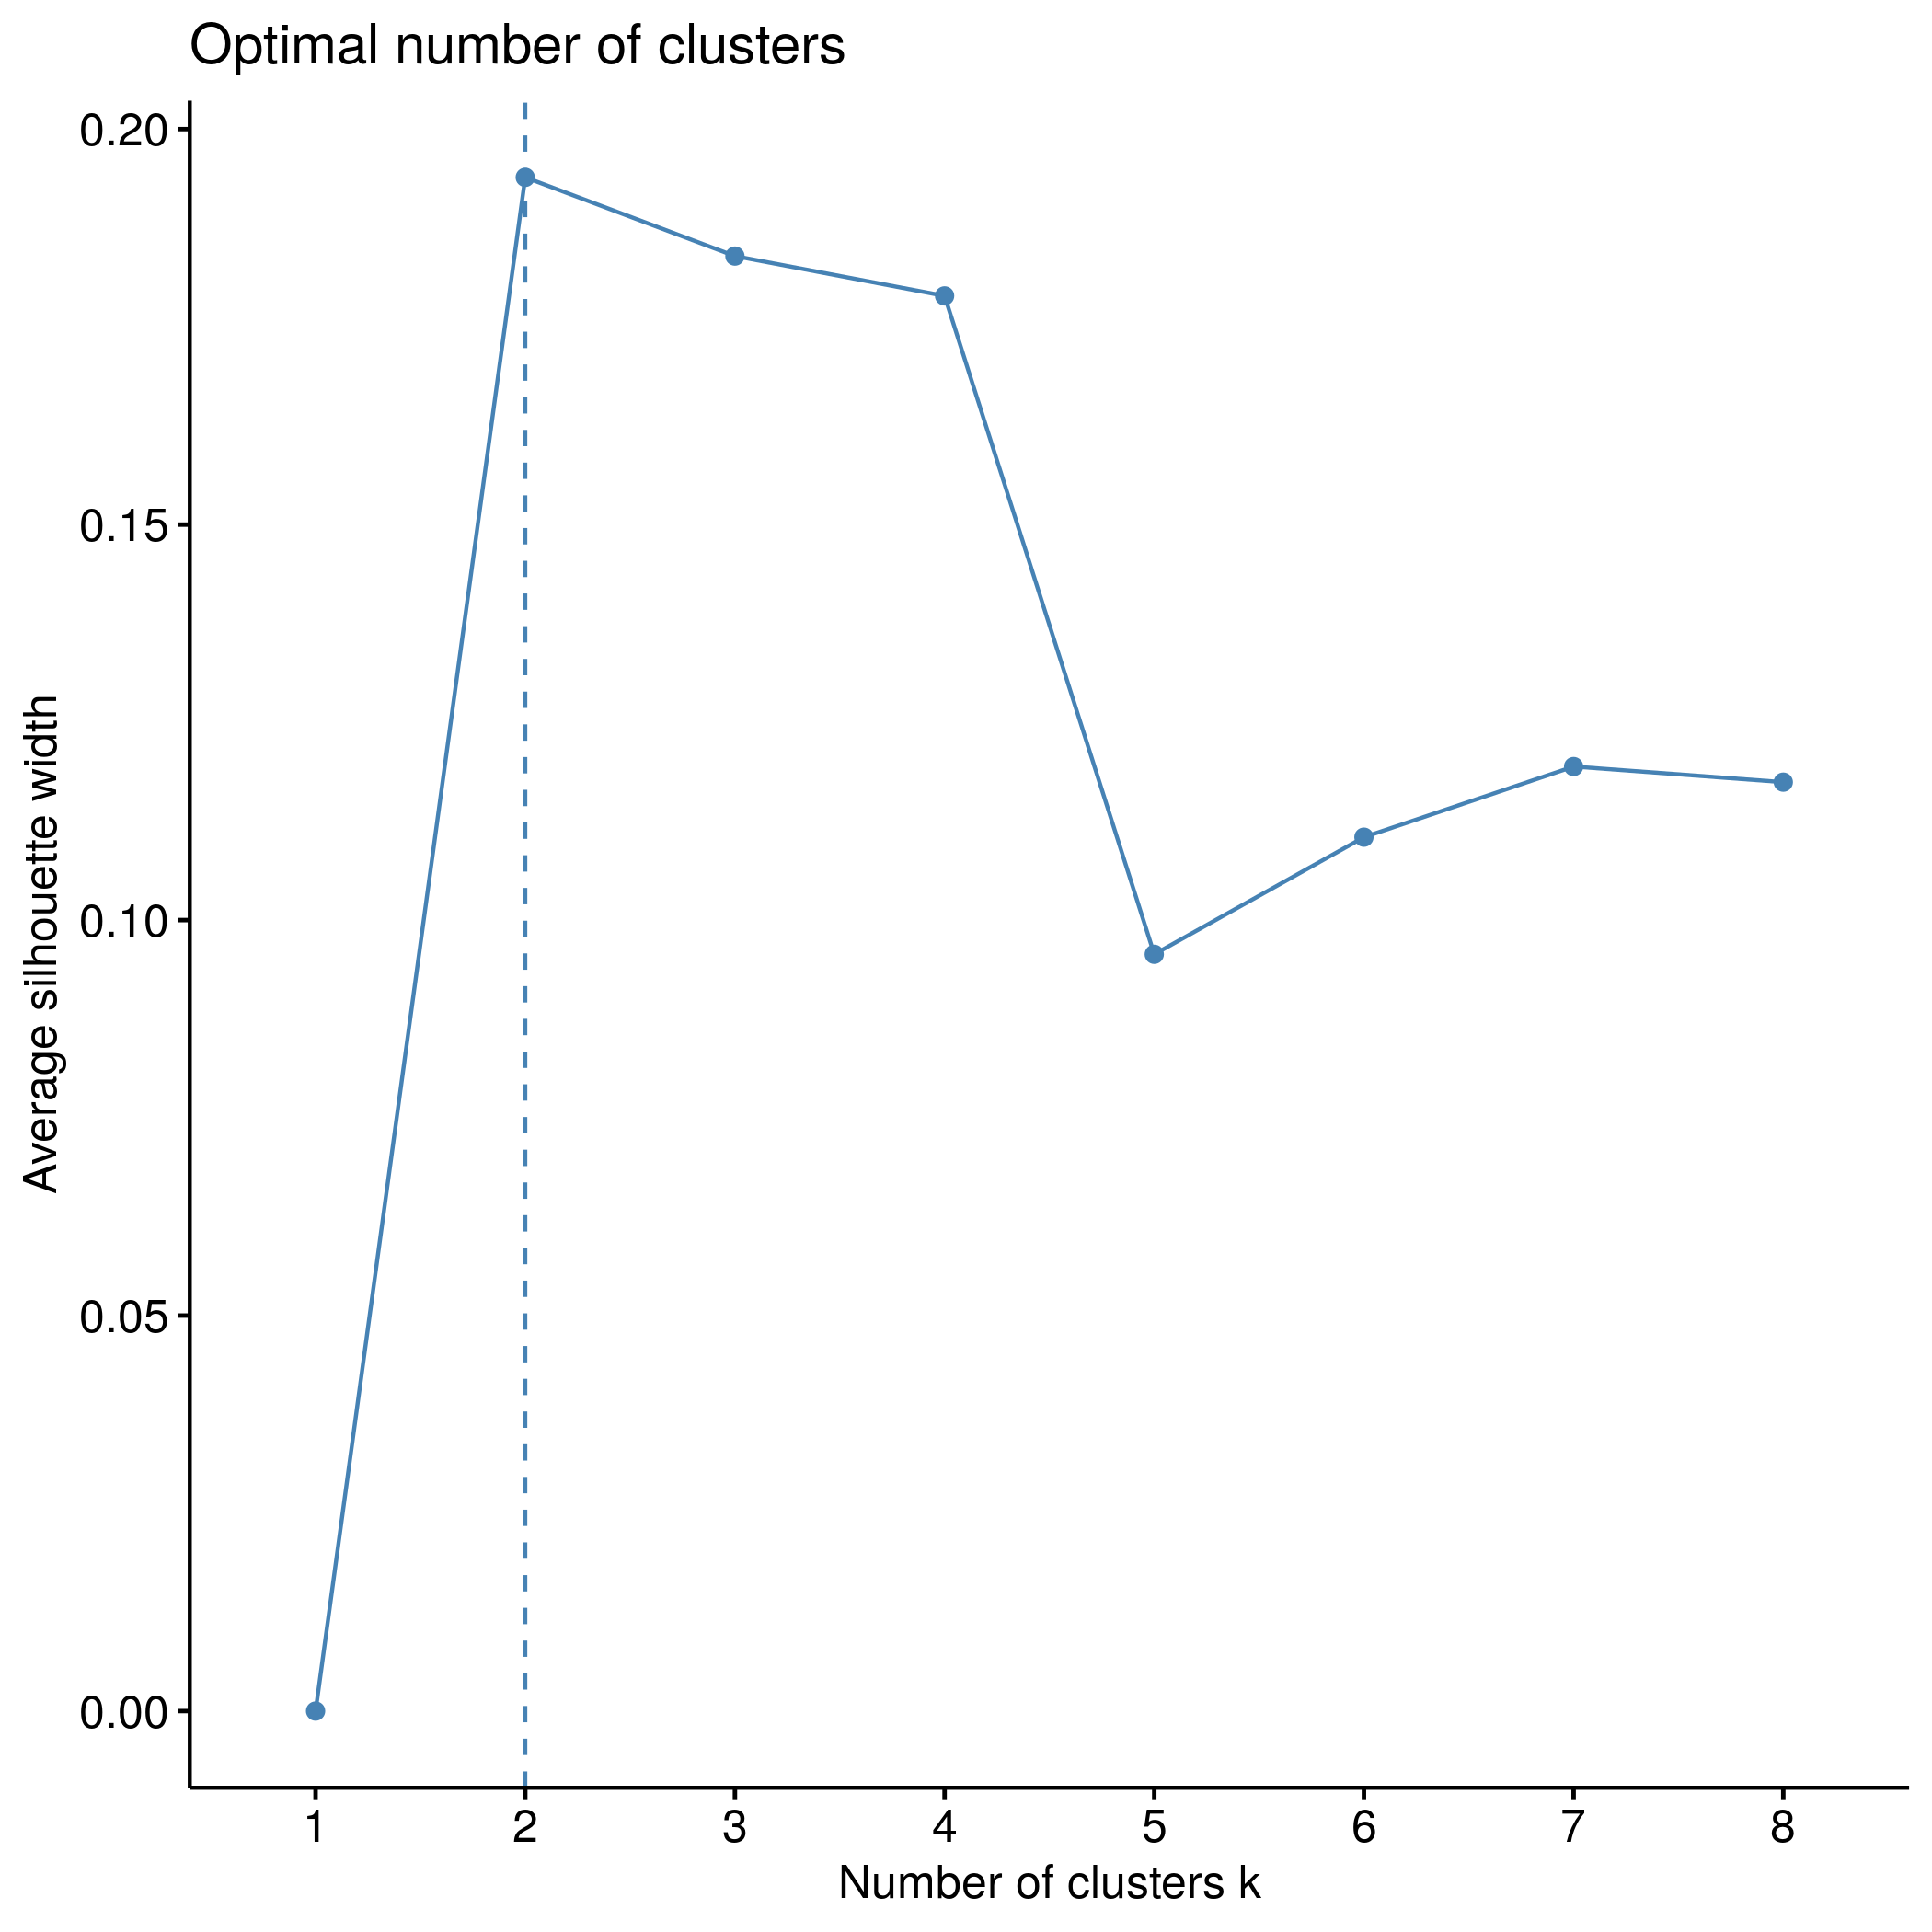 Optimal number of clusters
0.20
0.15
0.10
0.05
0.00
Average silhouette width
1 2 3 4 5 6 7 8
Number of clusters k